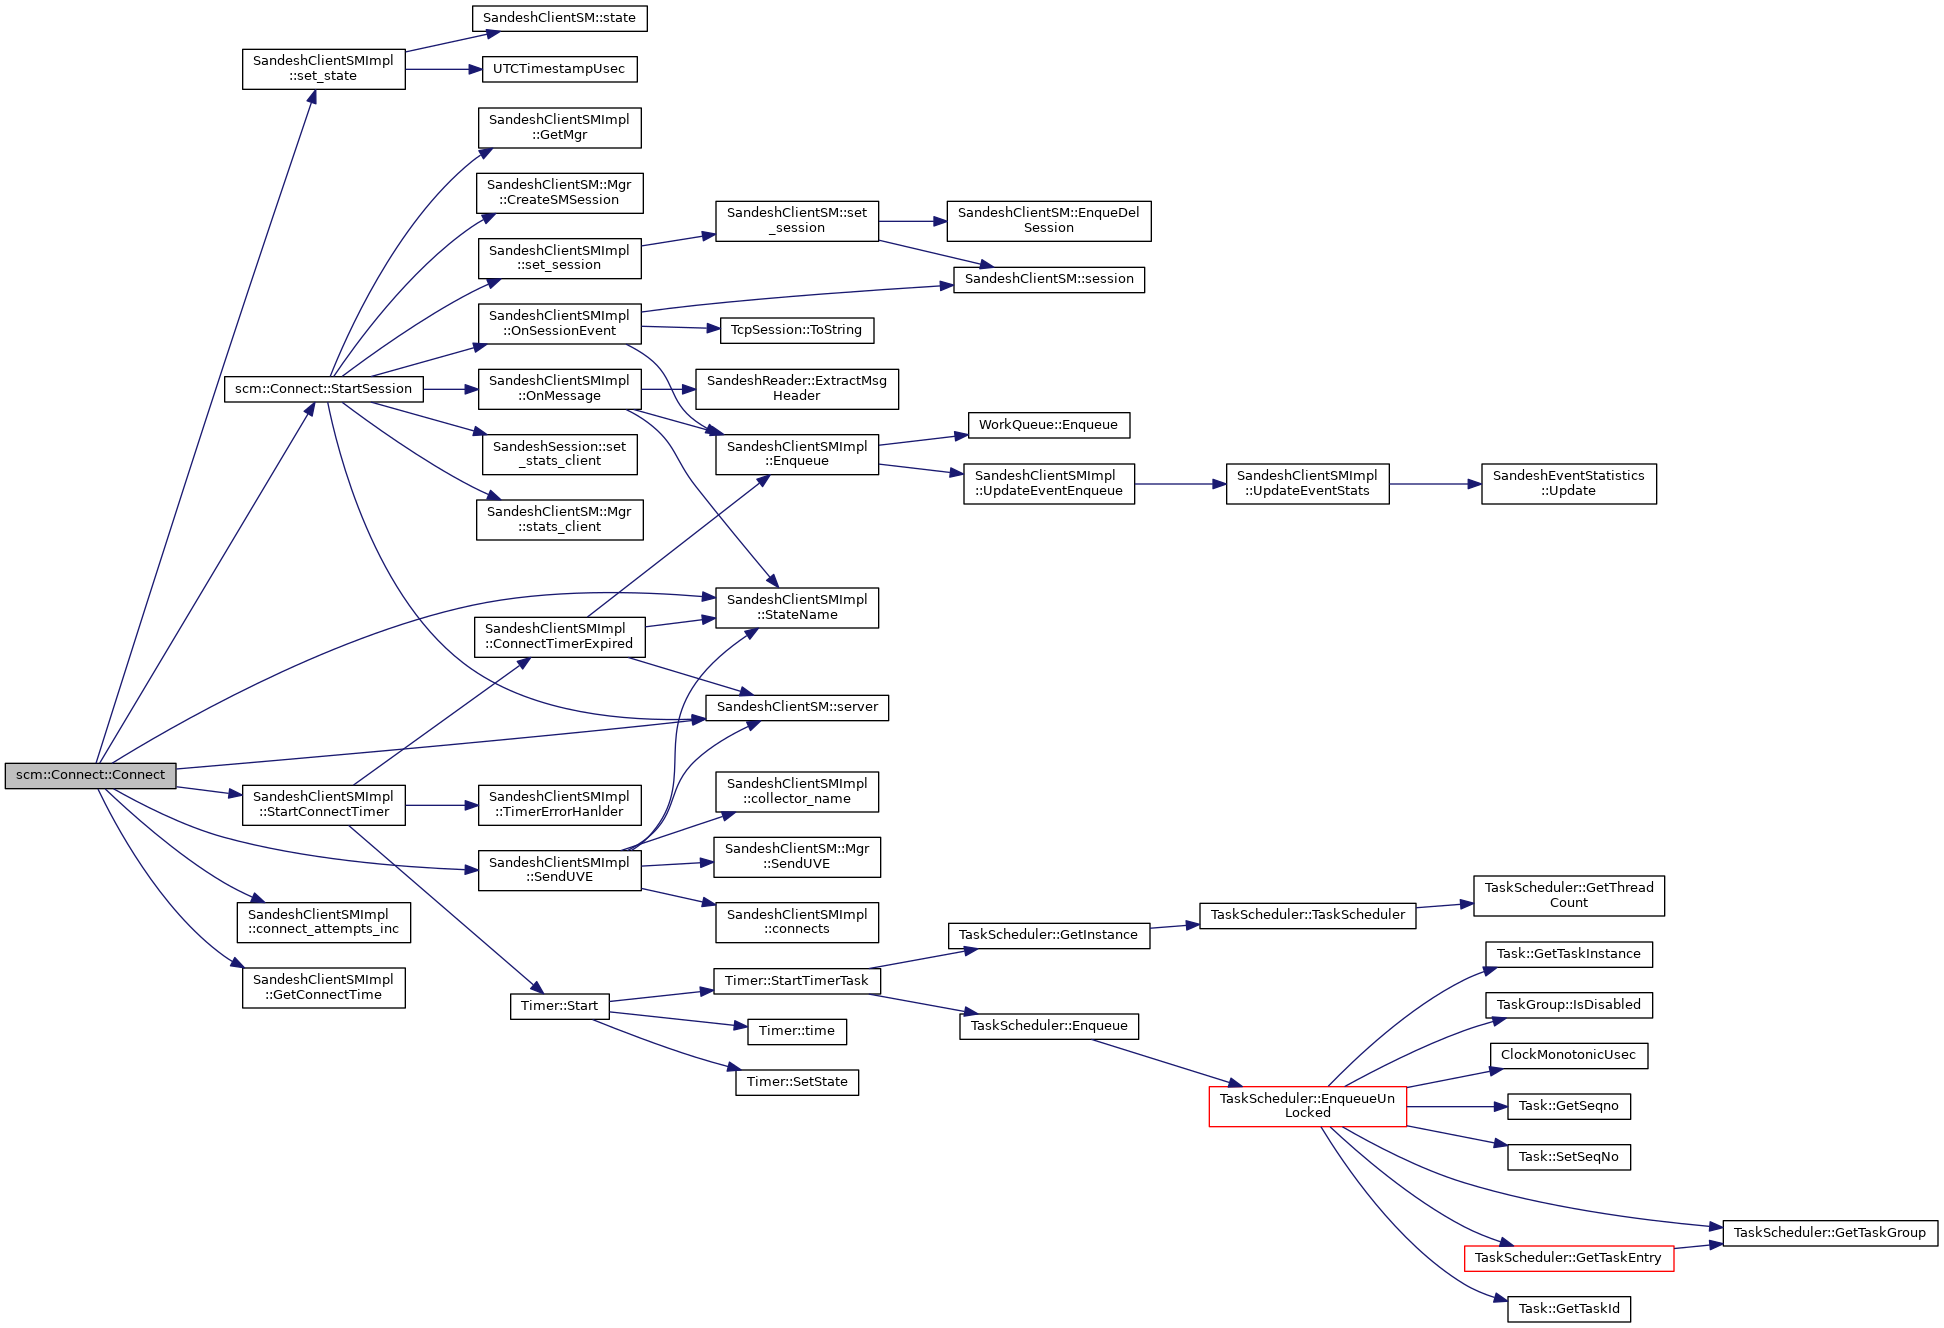 SandeshClientSM::state
SandeshClientSMImpl
::set_state
UTCTimestampUsec
SandeshClientSMImpl
::GetMgr
SandeshClientSM::Mgr
::CreateSMSession
SandeshClientSMImpl
::set_session
SandeshClientSM::set
_session
SandeshClientSM::EnqueDel
Session
SandeshClientSM::session
SandeshClientSMImpl
::OnSessionEvent
TcpSession::ToString
scm::Connect::StartSession
SandeshClientSMImpl
::OnMessage
SandeshReader::ExtractMsg
Header
SandeshSession::set
_stats_client
SandeshClientSMImpl
::Enqueue
WorkQueue::Enqueue
SandeshClientSMImpl
::UpdateEventEnqueue
SandeshClientSMImpl
::UpdateEventStats
SandeshEventStatistics
::Update
SandeshClientSM::Mgr
::stats_client
SandeshClientSMImpl
::StateName
SandeshClientSMImpl
::ConnectTimerExpired
SandeshClientSM::server
scm::Connect::Connect
SandeshClientSMImpl
::StartConnectTimer
SandeshClientSMImpl
::TimerErrorHanlder
SandeshClientSMImpl
::collector_name
SandeshClientSMImpl
::SendUVE
SandeshClientSM::Mgr
::SendUVE
SandeshClientSMImpl
::connect_attempts_inc
SandeshClientSMImpl
::connects
SandeshClientSMImpl
::GetConnectTime
Timer::Start
Timer::StartTimerTask
Timer::time
Timer::SetState
TaskScheduler::GetInstance
TaskScheduler::TaskScheduler
TaskScheduler::GetThread
Count
TaskScheduler::Enqueue
TaskScheduler::EnqueueUn
Locked
Task::GetTaskInstance
TaskGroup::IsDisabled
ClockMonotonicUsec
Task::GetSeqno
Task::SetSeqNo
TaskScheduler::GetTaskGroup
TaskScheduler::GetTaskEntry
Task::GetTaskId